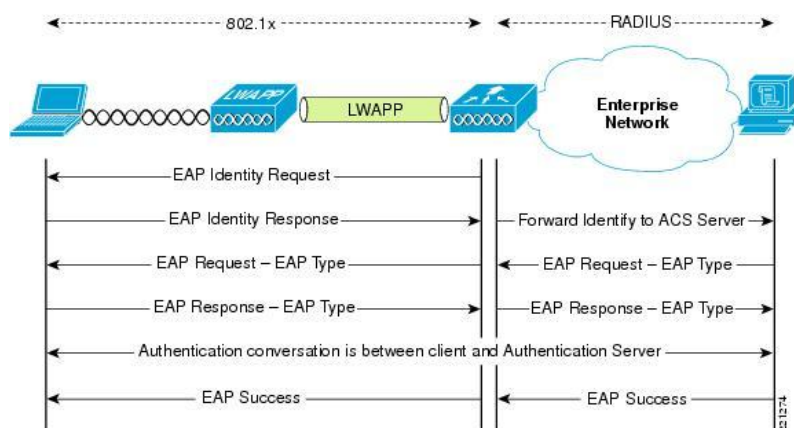 802.1x
RADIUS
LWAPP
LWAPP
Enterprise
Network
EAP Identity Request
EAP Identity Response
Forward Identify to ACS Server
EAP Request – EAP Type
EAP Request – EAP Type
EAP Response – EAP Type
EAP Response – EAP Type
Authentication conversation is between client and Authentication Server
EAP Success
EAP Success